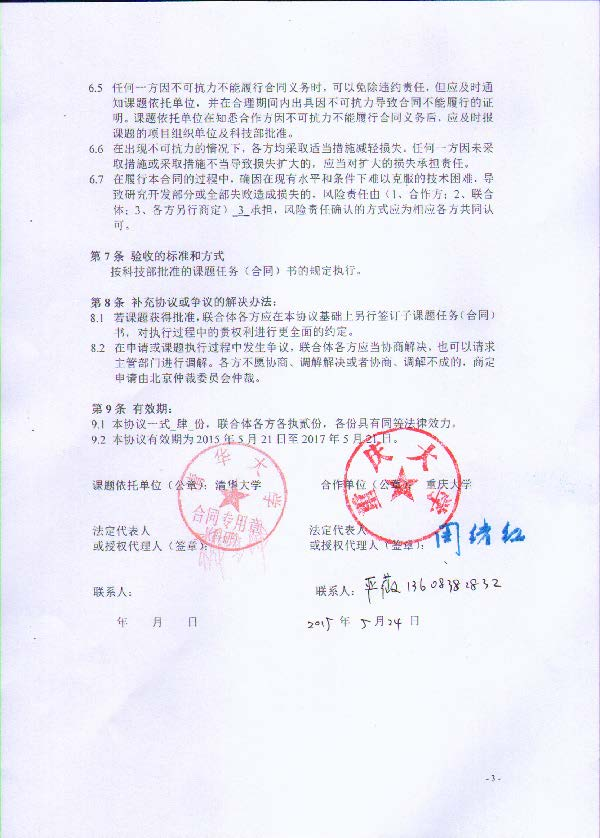 6.5 任何一方因不可抗力不能履行合同义务时，可以免除违约责任，但应及时通
知课题依托单位，并在合理期间内出具因不可抗力导致合同不能履行的证
明。课题依托单位在知悉合作方因不可抗力不能履行合同义务后，应及时报
课题的项目组织单位及科技部批准。
6.6 在出现不可抗力的情况下，各方均应采取适当措施减轻损失，任何一方因未采
取措施或采取措施不当导致损失扩大的，应当对扩大的损失承担责任。
6.7 在履行本合同的过程中，确因在现有水平和条件下难以克服的技术困难，导
致研究开发部分或全部失败造成损失的，风险责任由（1、合作方；2、联合
体；3、各方另行商定）_3_承担，风险责任确认的方式应为相应各方共同认
可。
第 7 条 验收的标准和方式
按科技部批准的课题任务（合同）书的规定执行。
第 8 条 补充协议或争议的解决办法：
8.1 若课题获得批准，联合体各方应在本协议基础上另行签订子课题任务（合同）
书，对执行过程中的责权利进行更全面的约定。
8.2 在申请或课题执行过程中发生争议，联合体各方应当协商解决，也可以请求
主管部门进行调解。各方不愿协商、调解解决或者协商、调解不成的，商定
申请由北京仲裁委员会仲裁。
第 9 条 有效期：
9.1 本协议一式_肆_份，联合体各方各执贰份，各份具有同等法律效力。
9.2 本协议有效期为 2015 年 5 月 21 日至 2017 年 5 月 21 日。
课题依托单位（公章）：清华大学 合作单位（公章）：重庆大学
清华大学
合同专用章
重庆大学
法定代表人 法定代表人
或授权代理人（签章）： 或授权代理人（签章）：周绪红
联系人： 联系人：严薇 13608382832
年 月 日 2015 年 5 月 24 日
- 3 -